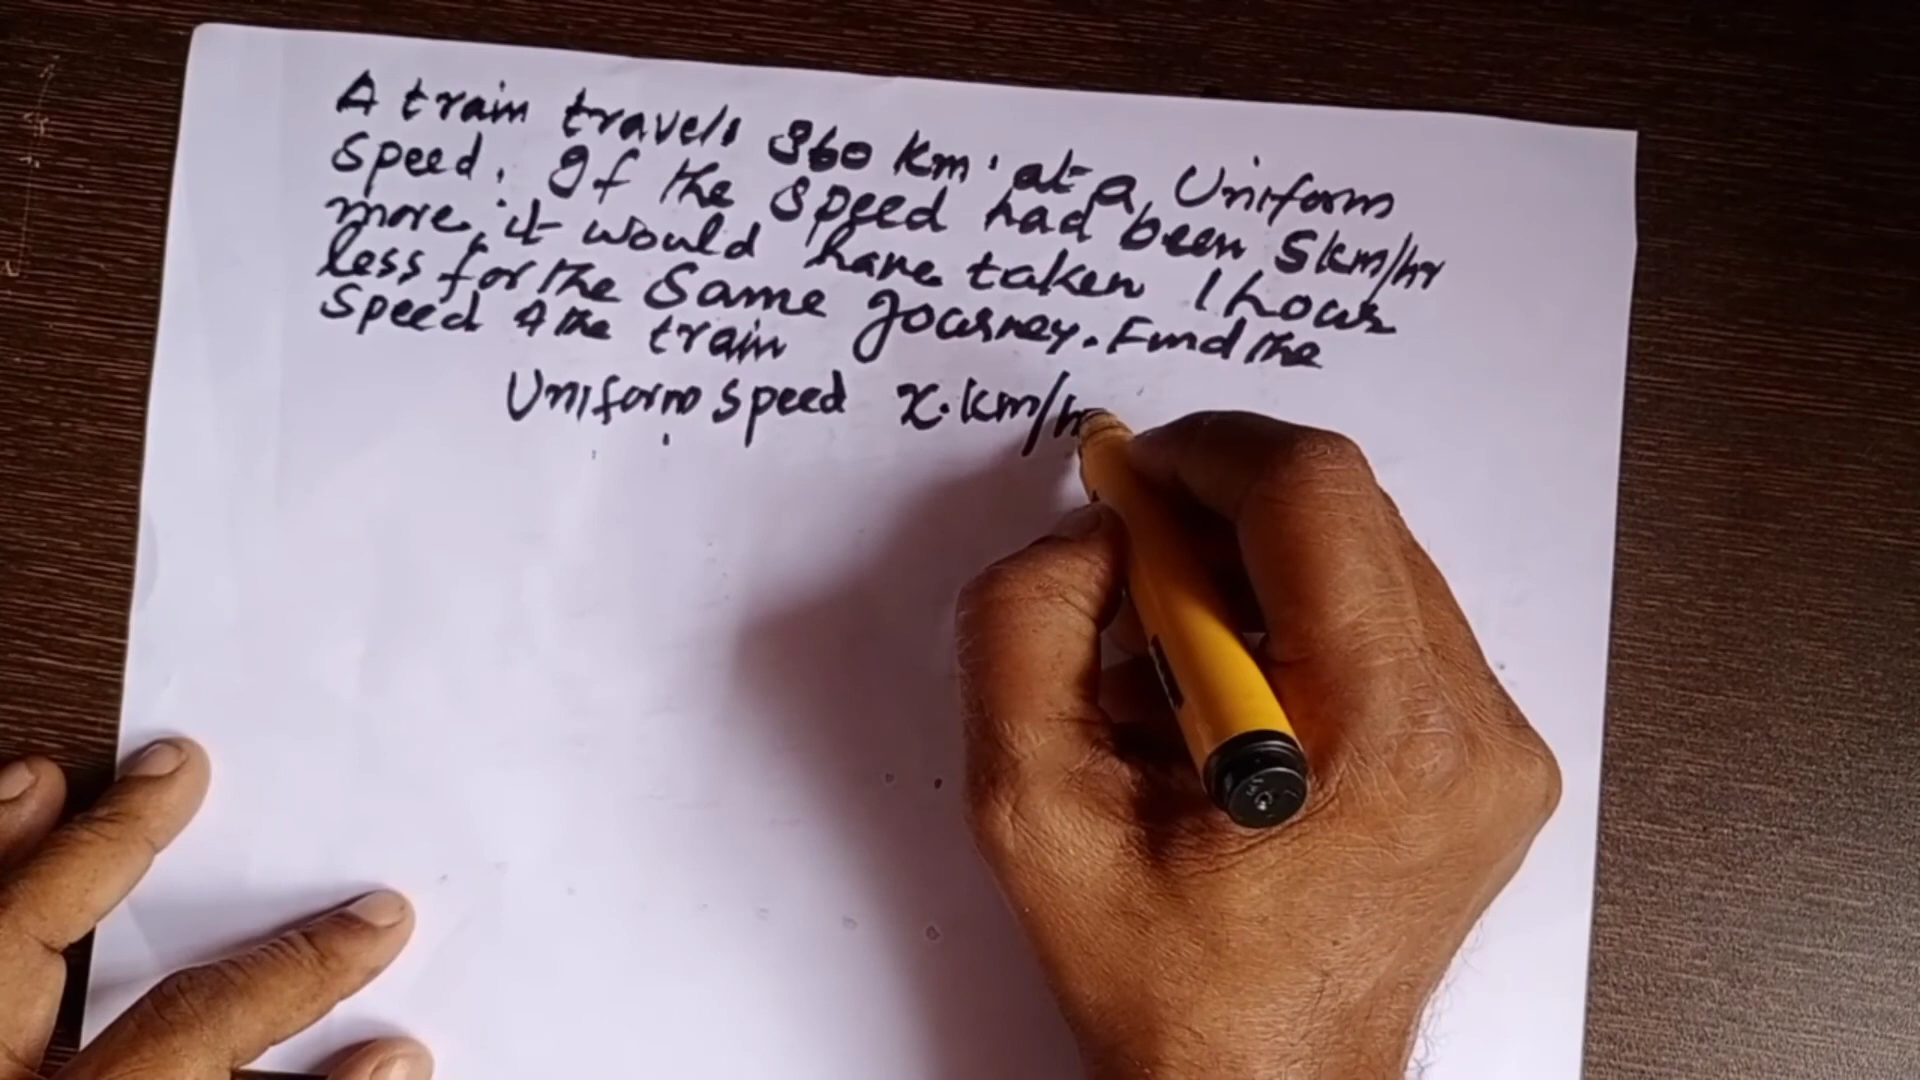 A train travels 360 km. at a Uniform
speed. If the Speed had been 5km/hr
more, it would have taken 1 hour
less for the Same Journey. Find the
speed of the train
Uniform speed x. km/h